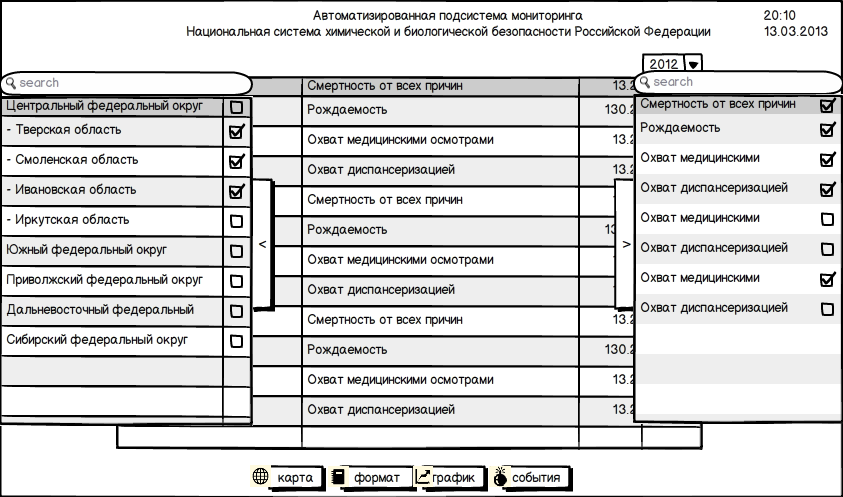 Автоматизированная подсистема мониторинга
20:10
Национальная система химической и биологической безопасности Российской Федерации
13.03.2013
2012
search
Центральный федеральный округ
- Тверская область
- Смоленская область
- Ивановская область
- Иркутская область
Южный федеральный округ
Приволжский федеральный округ
Дальневосточный федеральный
Сибирский федеральный округ
<
Смертность от всех причин 13.2
Рождаемость 130.2
Охват медицинскими осмотрами 13.2
Охват диспансеризацией 13.2
Смертность от всех причин
Рождаемость 13
Охват медицинскими осмотрами
Охват диспансеризацией
Смертность от всех причин 13.2
Рождаемость 130.2
Охват медицинскими осмотрами 13.2
Охват диспансеризацией 13.2
>
search
Смертность от всех причин
Рождаемость
Охват медицинскими
Охват диспансеризацией
Охват медицинскими
Охват диспансеризацией
Охват медицинскими
Охват диспансеризацией
карта
формат
график
события